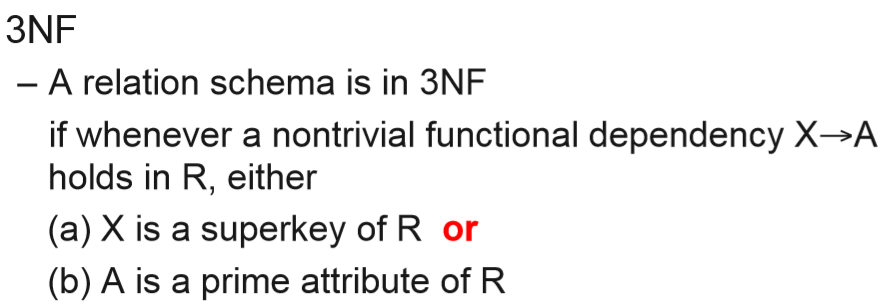 3NF
– A relation schema is in 3NF
if whenever a nontrivial functional dependency X→A
holds in R, either
(a) X is a superkey of R or
(b) A is a prime attribute of R